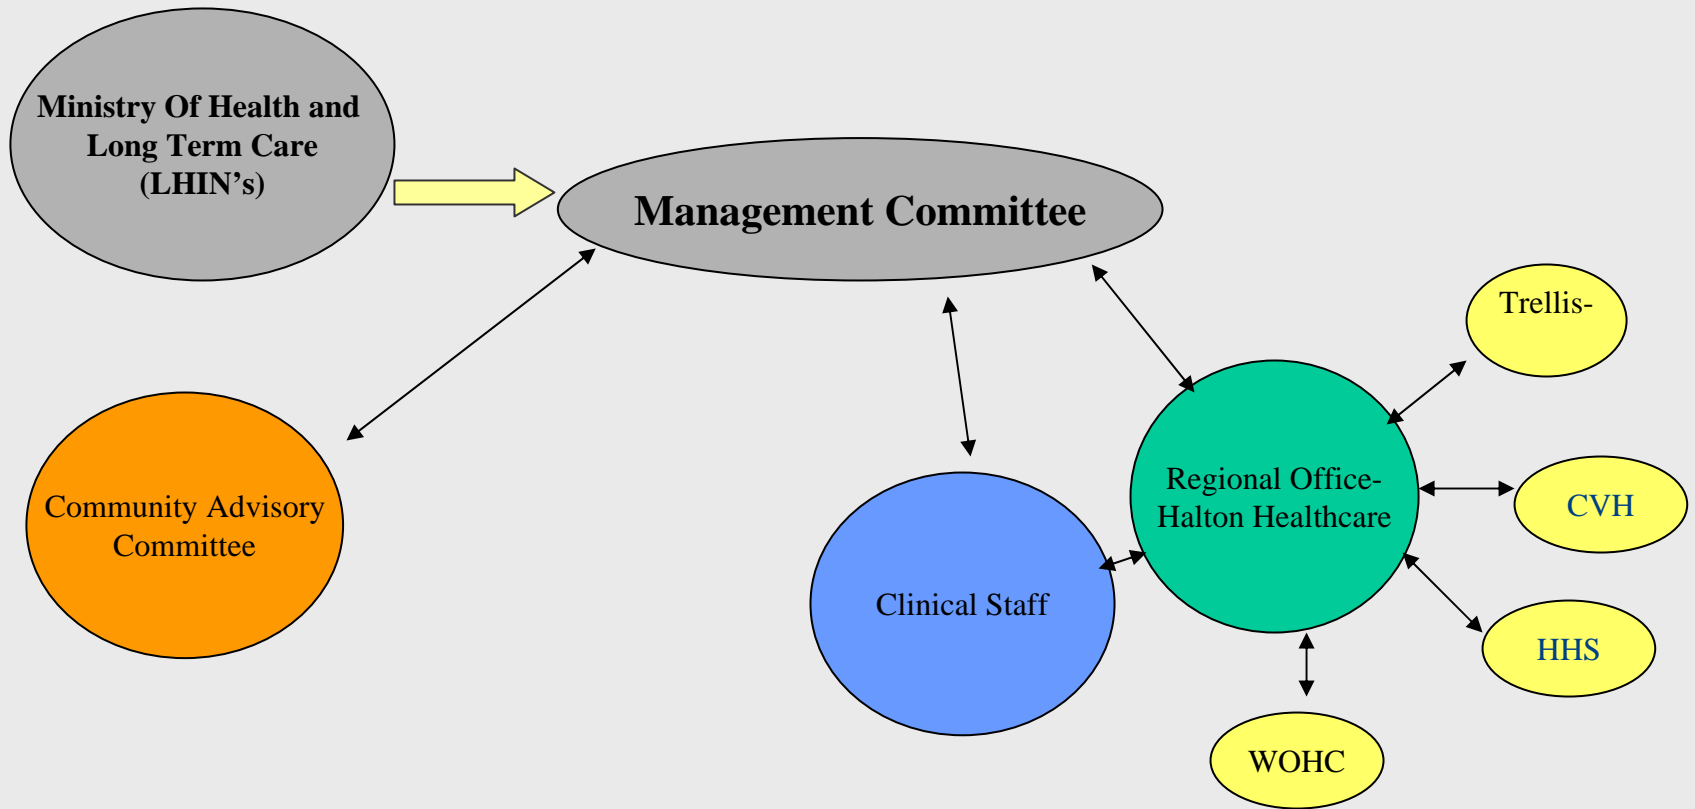 Ministry Of Health and
Long Term Care
(LHIN's)
Management Committee
Trellis-
Community Advisory
Committee
Regional Office-
Halton Healthcare
CVH
Clinical Staff
HHS
WOHC